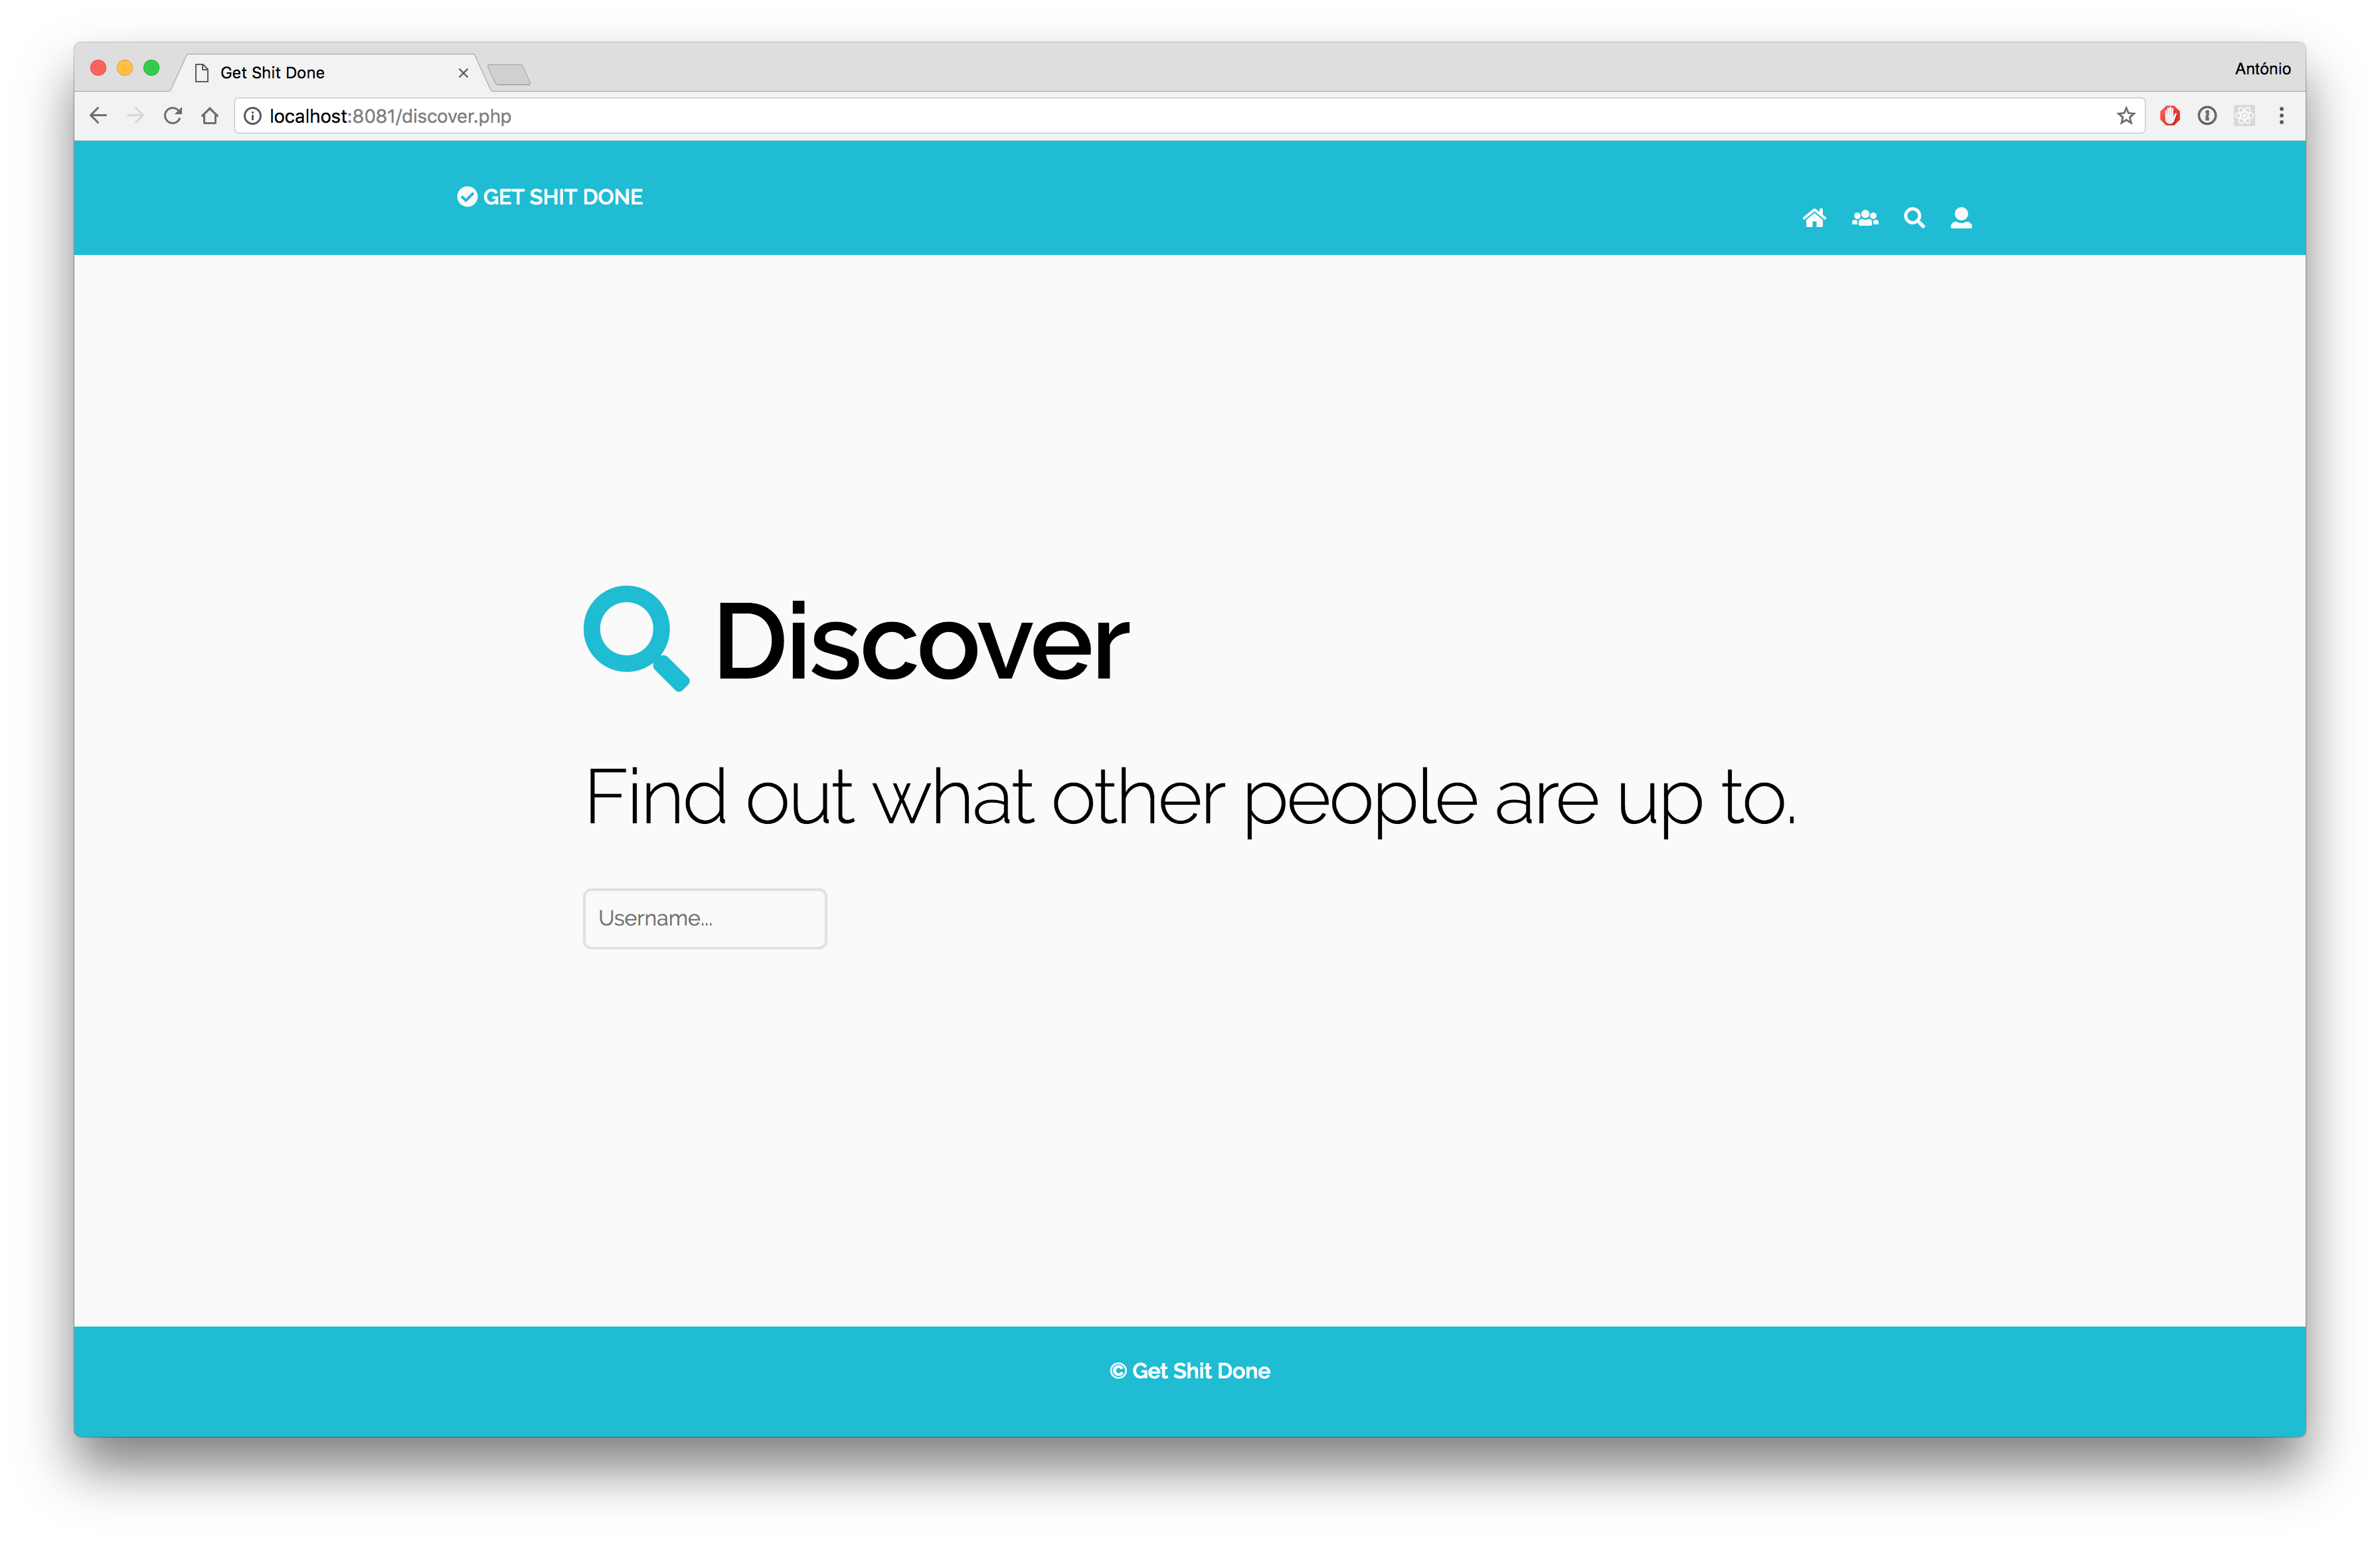 Get Shit Done
António
localhost:8081/discover.php
GET SHIT DONE
Discover
Find out what other people are up to.
Username...
© Get Shit Done